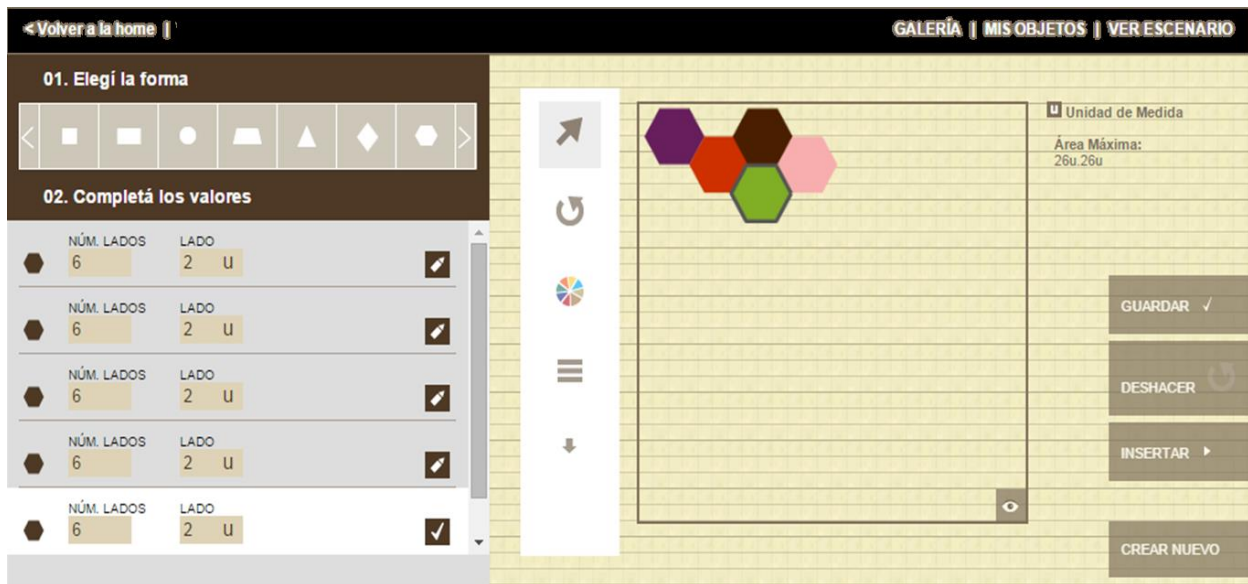 < Volver a la home |
GALERÍA | MIS OBJETOS | VER ESCENARIO
01. Elegí la forma
02. Completá los valores
NÚM. LADOS LADO
6 2 u
NÚM. LADOS LADO
6 2 u
NÚM. LADOS LADO
6 2 u
NÚM. LADOS LADO
6 2 u
NÚM. LADOS LADO
6 2 u
u Unidad de Medida
Área Máxima:
26u.26u
GUARDAR
DESHACER
INSERTAR
CREAR NUEVO